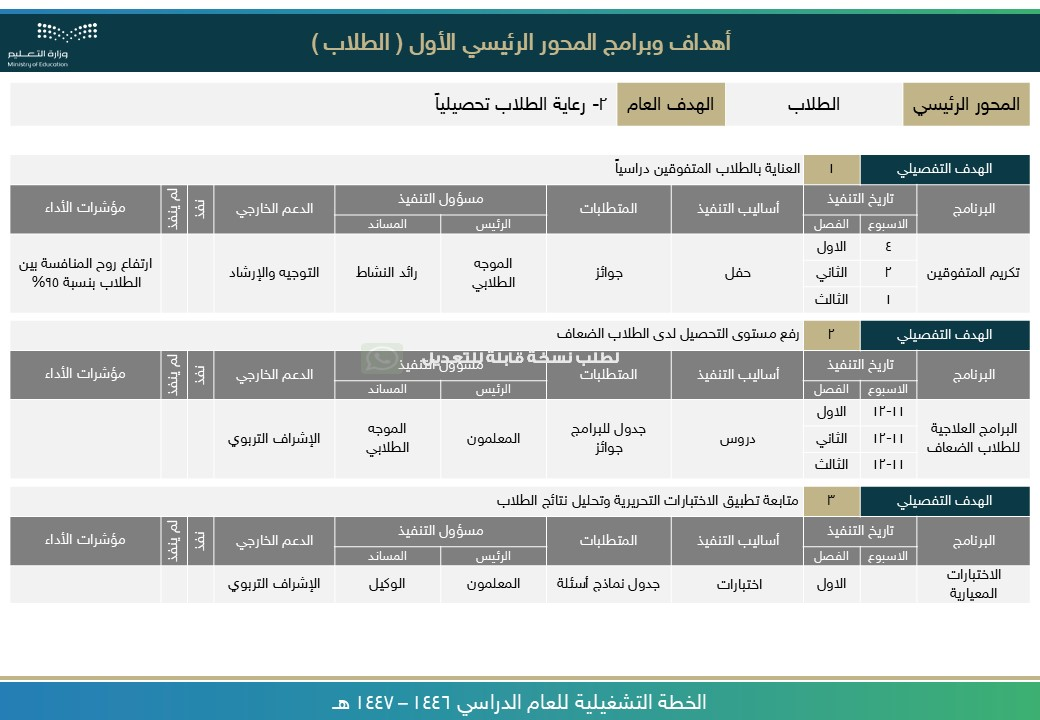 وزارة التعليم
Ministry of Education
أهداف وبرامج المحور الرئيسي الأول ( الطلاب )
المحور الرئيسي الطلاب الهدف العام ٢- رعاية الطلاب تحصيلياً
الهدف التفصيلي ١ العناية بالطلاب المتفوقين دراسياً
البرنامج تاريخ التنفيذ أساليب التنفيذ المتطلبات مسؤول التنفيذ الدعم الخارجي نفذ لم ينفذ مؤشرات الأداء
الاسبوع الفصل الرئيس المساند
تكريم المتفوقين ٤ الاول حفل جوائز الموجه الطلابي رائد النشاط التوجيه والإرشاد ارتفاع روح المنافسة بين الطلاب بنسبة ٩٥%
٢ الثاني
١ الثالث
الهدف التفصيلي ٢ رفع مستوى التحصيل لدى الطلاب الضعاف
لطلب نسخة قابلة للتعديل
البرنامج تاريخ التنفيذ أساليب التنفيذ المتطلبات مسؤول التنفيذ الدعم الخارجي نفذ لم ينفذ مؤشرات الأداء
الاسبوع الفصل الرئيس المساند
البرامج العلاجية للطلاب الضعاف ١١-١٢ الاول دروس جدول للبرامج جوائز المعلمون الموجه الطلابي الإشراف التربوي
١١-١٢ الثاني
١١-١٢ الثالث
الهدف التفصيلي ٣ متابعة تطبيق الاختبارات التحريرية وتحليل نتائج الطلاب
البرنامج تاريخ التنفيذ أساليب التنفيذ المتطلبات مسؤول التنفيذ الدعم الخارجي نفذ لم ينفذ مؤشرات الأداء
الاسبوع الفصل الرئيس المساند
الاختبارات المعيارية الاول اختبارات جدول نماذج أسئلة المعلمون الوكيل الإشراف التربوي
الخطة التشغيلية للعام الدراسي ١٤٤٦ – ١٤٤٧ هـ